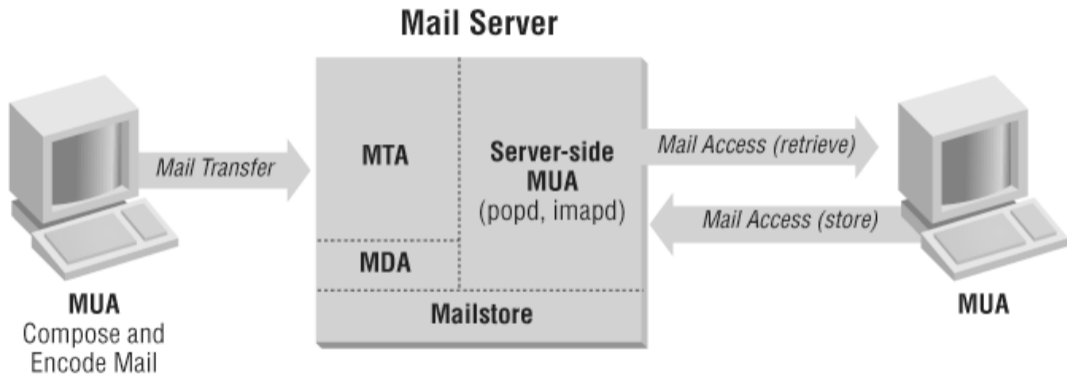 Mail Server
Mail Transfer
MTA
MDA
Server-side
MUA
(popd, imapd)
Mailstore
Mail Access (retrieve)
Mail Access (store)
MUA
Compose and
Encode Mail
MUA